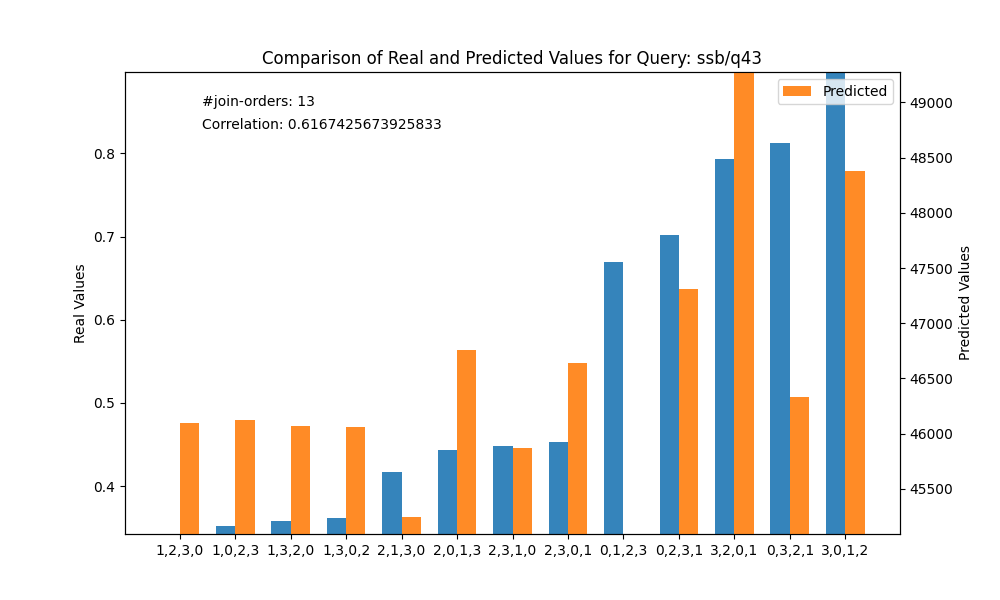 Comparison of Real and Predicted Values for Query: ssb/q43
#join-orders: 13
Correlation: 0.6167425673925833
Predicted
Real Values
0.8
0.7
0.6
0.5
0.4
49000
48500
48000
47500
47000
46500
46000
45500
Predicted Values
1,2,3,0 1,0,2,3 1,3,2,0 1,3,0,2 2,1,3,0 2,0,1,3 2,3,1,0 2,3,0,1 0,1,2,3 0,2,3,1 3,2,0,1 0,3,2,1 3,0,1,2